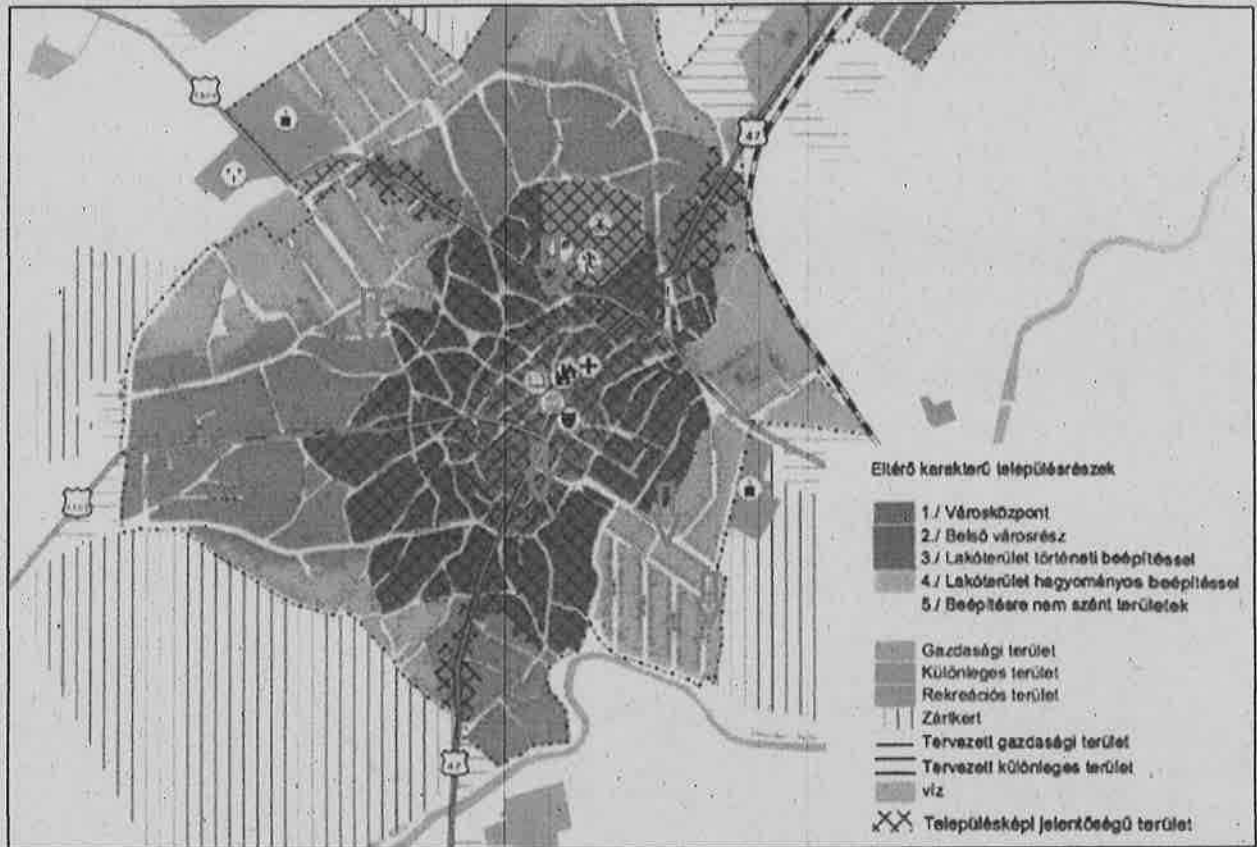 47
Eltérő karakterű településrészek
1./ Városközpont
2./ Belső városrész
3./ Lakóterület történeti beépítéssel
4./ Lakóterület hagyományos beépítéssel
5./ Beépítésre nem szánt területek
Gazdasági terület
Különleges terület
Rekreációs terület
Zártkert
Tervezett gazdasági terület
Tervezett különleges terület
víz
Településképi jelentőségű terület
47